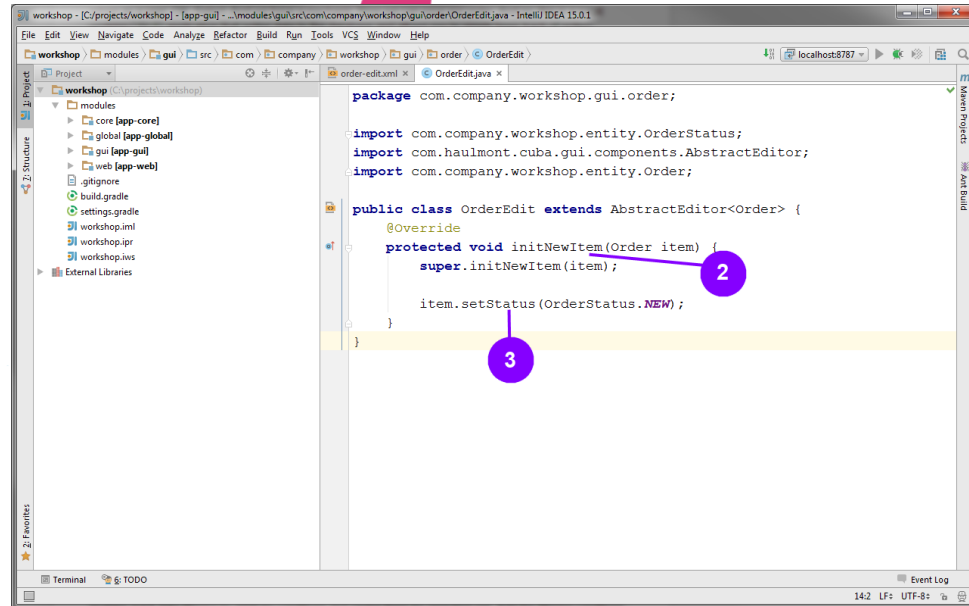 workshop - [C:/projects/workshop] - [app-gui] - ...\modules\gui\src\com\company\workshop\gui\order\OrderEdit.java - IntelliJ IDEA 15.0.1
File Edit View Navigate Code Analyze Refactor Build Run Tools VCS Window Help
workshop modules gui src com company workshop gui order OrderEdit localhost:8787
Project order-edit.xml OrderEdit.java
1: Project
Z: Structure
2: Favorites
workshop (C:\projects\workshop)
modules
core [app-core]
global [app-global]
gui [app-gui]
web [app-web]
.gitignore
build.gradle
settings.gradle
workshop.iml
workshop.ipr
workshop.iws
External Libraries
package com.company.workshop.gui.order;
import com.company.workshop.entity.OrderStatus;
import com.haulmont.cuba.gui.components.AbstractEditor;
import com.company.workshop.entity.Order;
public class OrderEdit extends AbstractEditor<Order> {
@Override
protected void initNewItem(Order item) {
super.initNewItem(item);
2
item.setStatus(OrderStatus.NEW);
}
}
3
Maven Projects
Ant Build
Terminal 6: TODO Event Log
14:2 LF÷ UTF-8÷